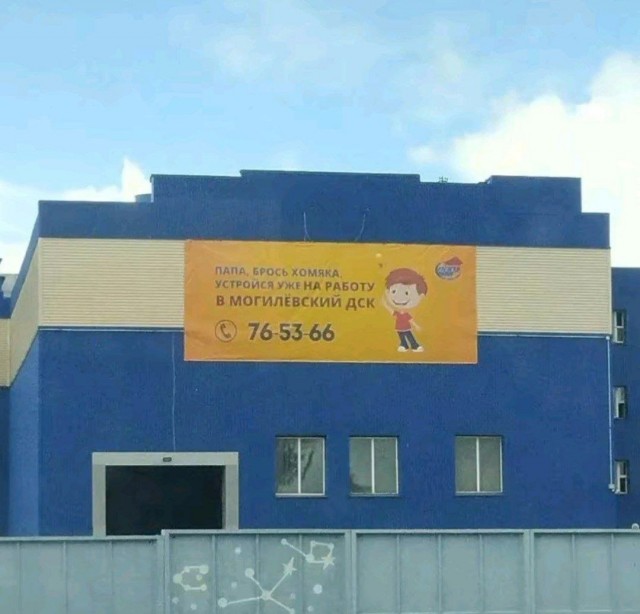 ПАПА, БРОСЬ ХОМЯКА,
УСТРОЙСЯ УЖЕ НА РАБОТУ
В МОГИЛЁВСКИЙ ДСК
76-53-66